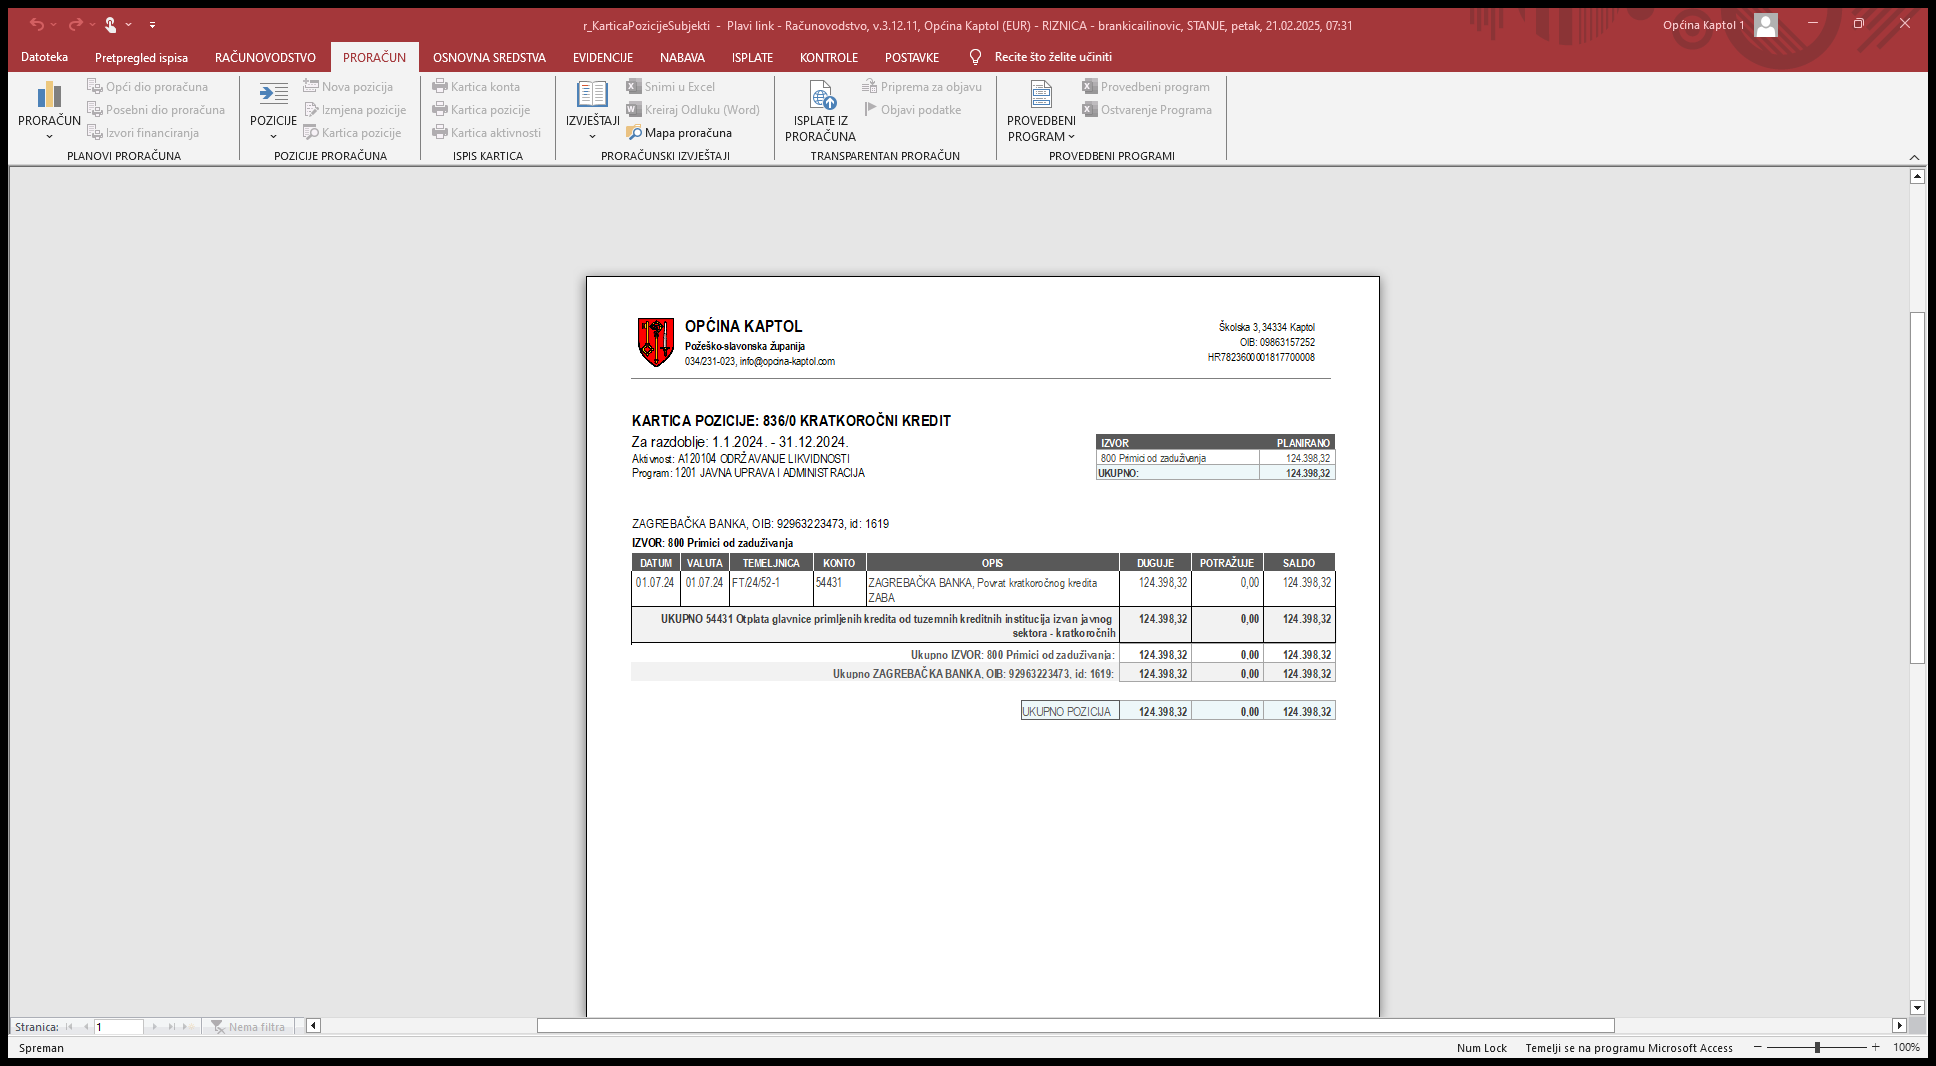 r_KarticaPozicijeSubjekti - Plavi link - Računovodstvo, v.3.12.11, Općina Kaptol (EUR) - RIZNICA - brankicailinovic, STANJE, petak, 21.02.2025, 07:31
Općina Kaptol 1
Datoteka Pretpregled ispisa RAČUNOVODSTVO PRORAČUN OSNOVNA SREDSTVA EVIDENCIJE NABAVA ISPLATE KONTROLE POSTAVKE Recite što želite učiniti
PRORAČUN
Opći dio proračuna
Posebni dio proračuna
Izvori financiranja
PLANOVI PRORAČUNA
POZICIJE
Nova pozicija
Izmjena pozicije
Kartica pozicije
POZICIJE PRORAČUNA
Kartica konta
Kartica pozicije
Kartica aktivnosti
ISPIS KARTICA
IZVJEŠTAJI
Snimi u Excel
Kreiraj Odluku (Word)
Mapa proračuna
PRORAČUNSKI IZVJEŠTAJI
ISPLATE IZ
PRORAČUNA
Priprema za objavu
Objavi podatke
TRANSPARENTAN PRORAČUN
PROVEDBENI
PROGRAM
Provedbeni program
Ostvarenje Programa
PROVEDBENI PROGRAMI
OPĆINA KAPTOL
Požeško-slavonska županija
034/231-023, info@opcina-kaptol.com
Školska 3, 34334 Kaptol
OIB: 09863157252
HR7823600001817700008
KARTICA POZICIJE: 836/0 KRATKOROČNI KREDIT
Za razdoblje: 1.1.2024. - 31.12.2024.
Aktivnost: A120104 ODRŽAVANJE LIKVIDNOSTI
Program: 1201 JAVNA UPRAVA I ADMINISTRACIJA
IZVOR PLANIRANO
800 Primici od zaduživanja 124.398,32
UKUPNO: 124.398,32
ZAGREBAČKA BANKA, OIB: 92963223473, id: 1619
IZVOR: 800 Primici od zaduživanja
DATUM VALUTA TEMELJNICA KONTO OPIS DUGUJE POTRAŽUJE SALDO
01.07.24 01.07.24 FT/24/52-1 54431 ZAGREBAČKA BANKA, Povrat kratkoročnog kredita 124.398,32 0,00 124.398,32
ZABA
UKUPNO 54431 Otplata glavnice primljenih kredita od tuzemnih kreditnih institucija izvan javnog 124.398,32 0,00 124.398,32
sektora - kratkoročnih
Ukupno IZVOR: 800 Primici od zaduživanja: 124.398,32 0,00 124.398,32
Ukupno ZAGREBAČKA BANKA, OIB: 92963223473, id: 1619: 124.398,32 0,00 124.398,32
UKUPNO POZICIJA 124.398,32 0,00 124.398,32
Stranica: 1 Nema filtra
Spreman
Num Lock Temelji se na programu Microsoft Access 100%